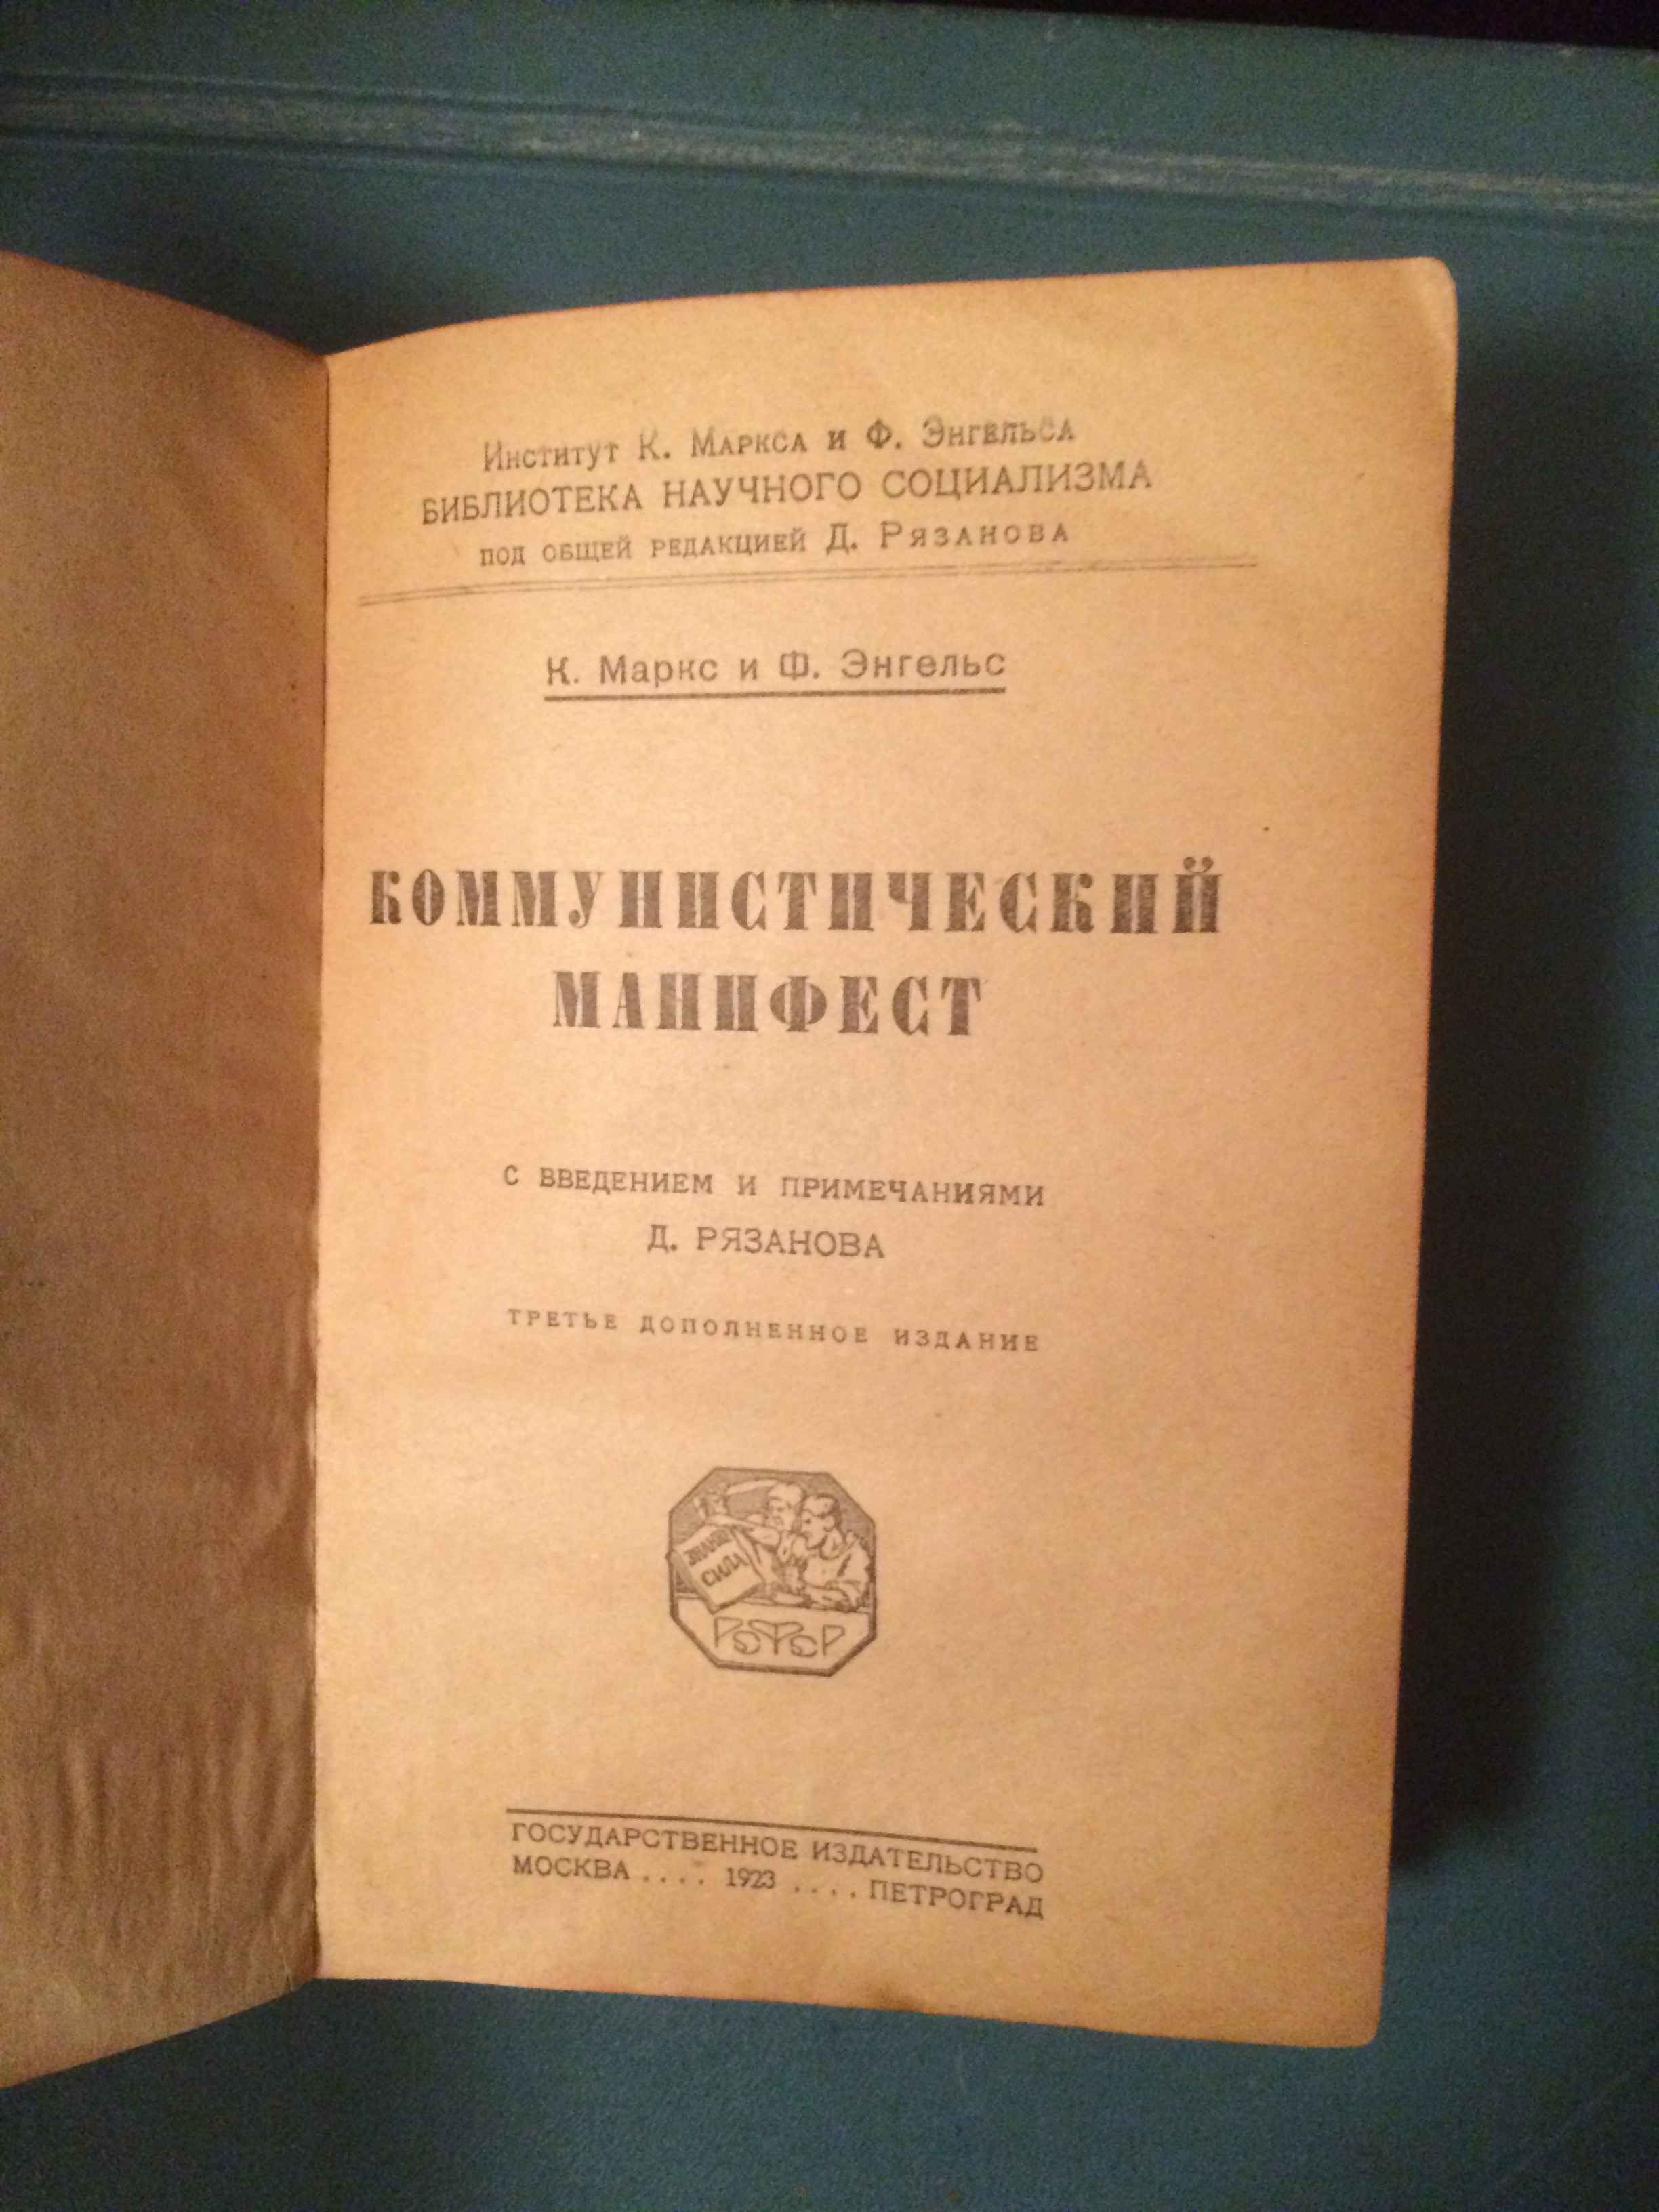 Институт К. Маркса и Ф. Энгельса
БИБЛИОТЕКА НАУЧНОГО СОЦИАЛИЗМА
под общей редакцией Д. Рязанова
К. Маркс и Ф. Энгельс
КОММУНИСТИЧЕСКИЙ
МАНИФЕСТ
С ВВЕДЕНИЕМ И ПРИМЕЧАНИЯМИ
Д. РЯЗАНОВА
ТРЕТЬЕ ДОПОЛНЕННОЕ ИЗДАНИЕ
ЗНАНИЕ
СИЛА
РСФСР
ГОСУДАРСТВЕННОЕ ИЗДАТЕЛЬСТВО
МОСКВА .... 1923 .... ПЕТРОГРАД